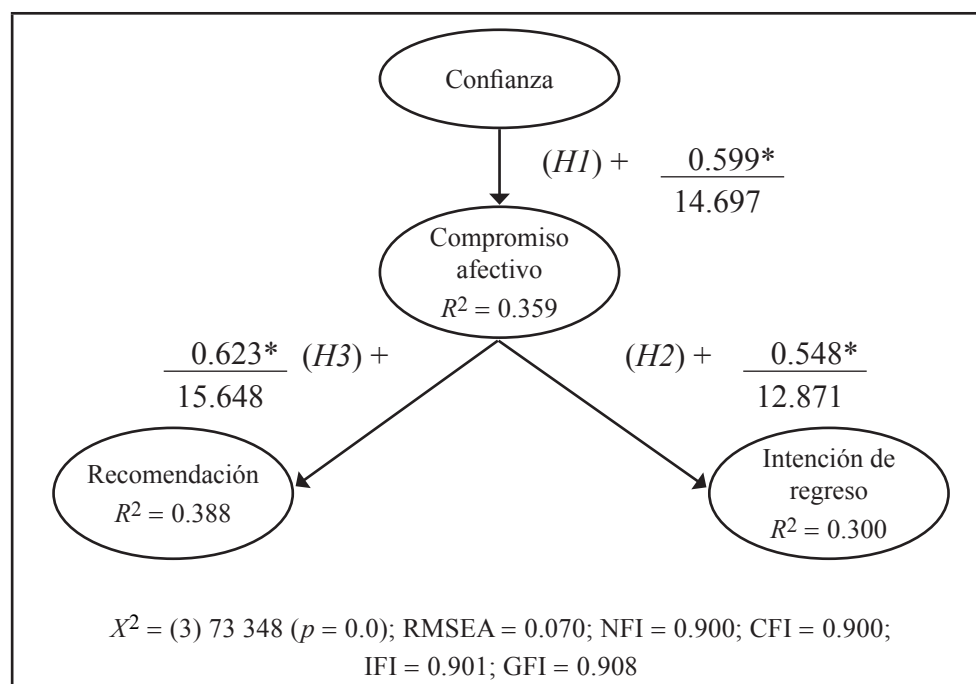 Confianza
(H1) + 0.599*
14.697
Compromiso
afectivo
R² = 0.359
0.623* (H3) +
15.648
(H2) + 0.548*
12.871
Recomendación
R² = 0.388
Intención de
regreso
R² = 0.300
X² = (3) 73 348 (p = 0.0); RMSEA = 0.070; NFI = 0.900; CFI = 0.900;
IFI = 0.901; GFI = 0.908